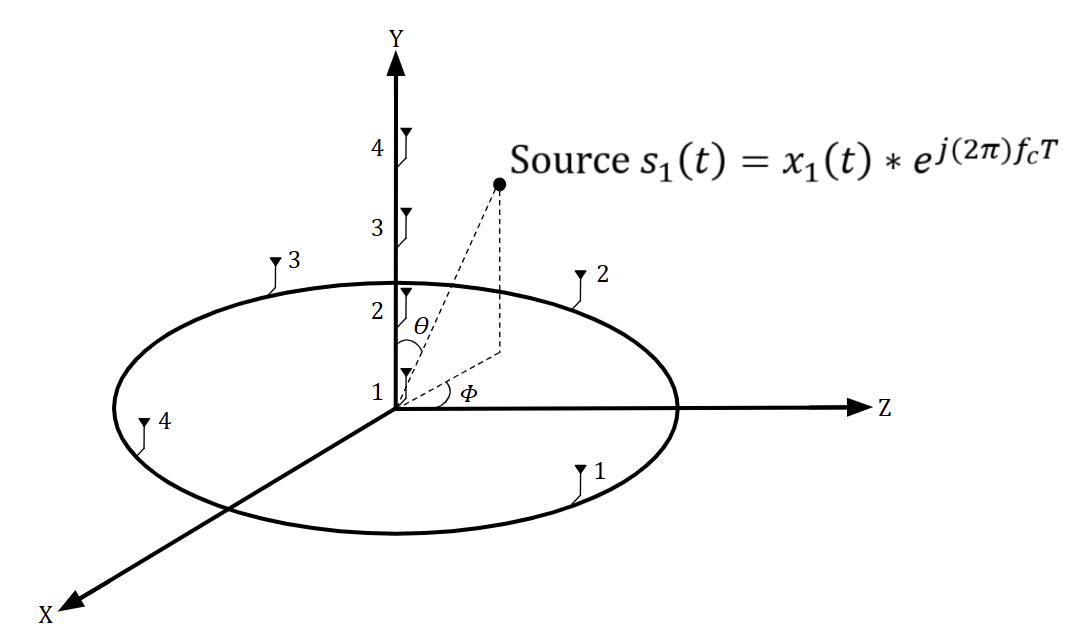 Y
4
Source s₁(t) = x₁(t) ∗ e^{j(2π)f_cT}
3
3
2
2
θ
1
Φ
Z
4
1
X